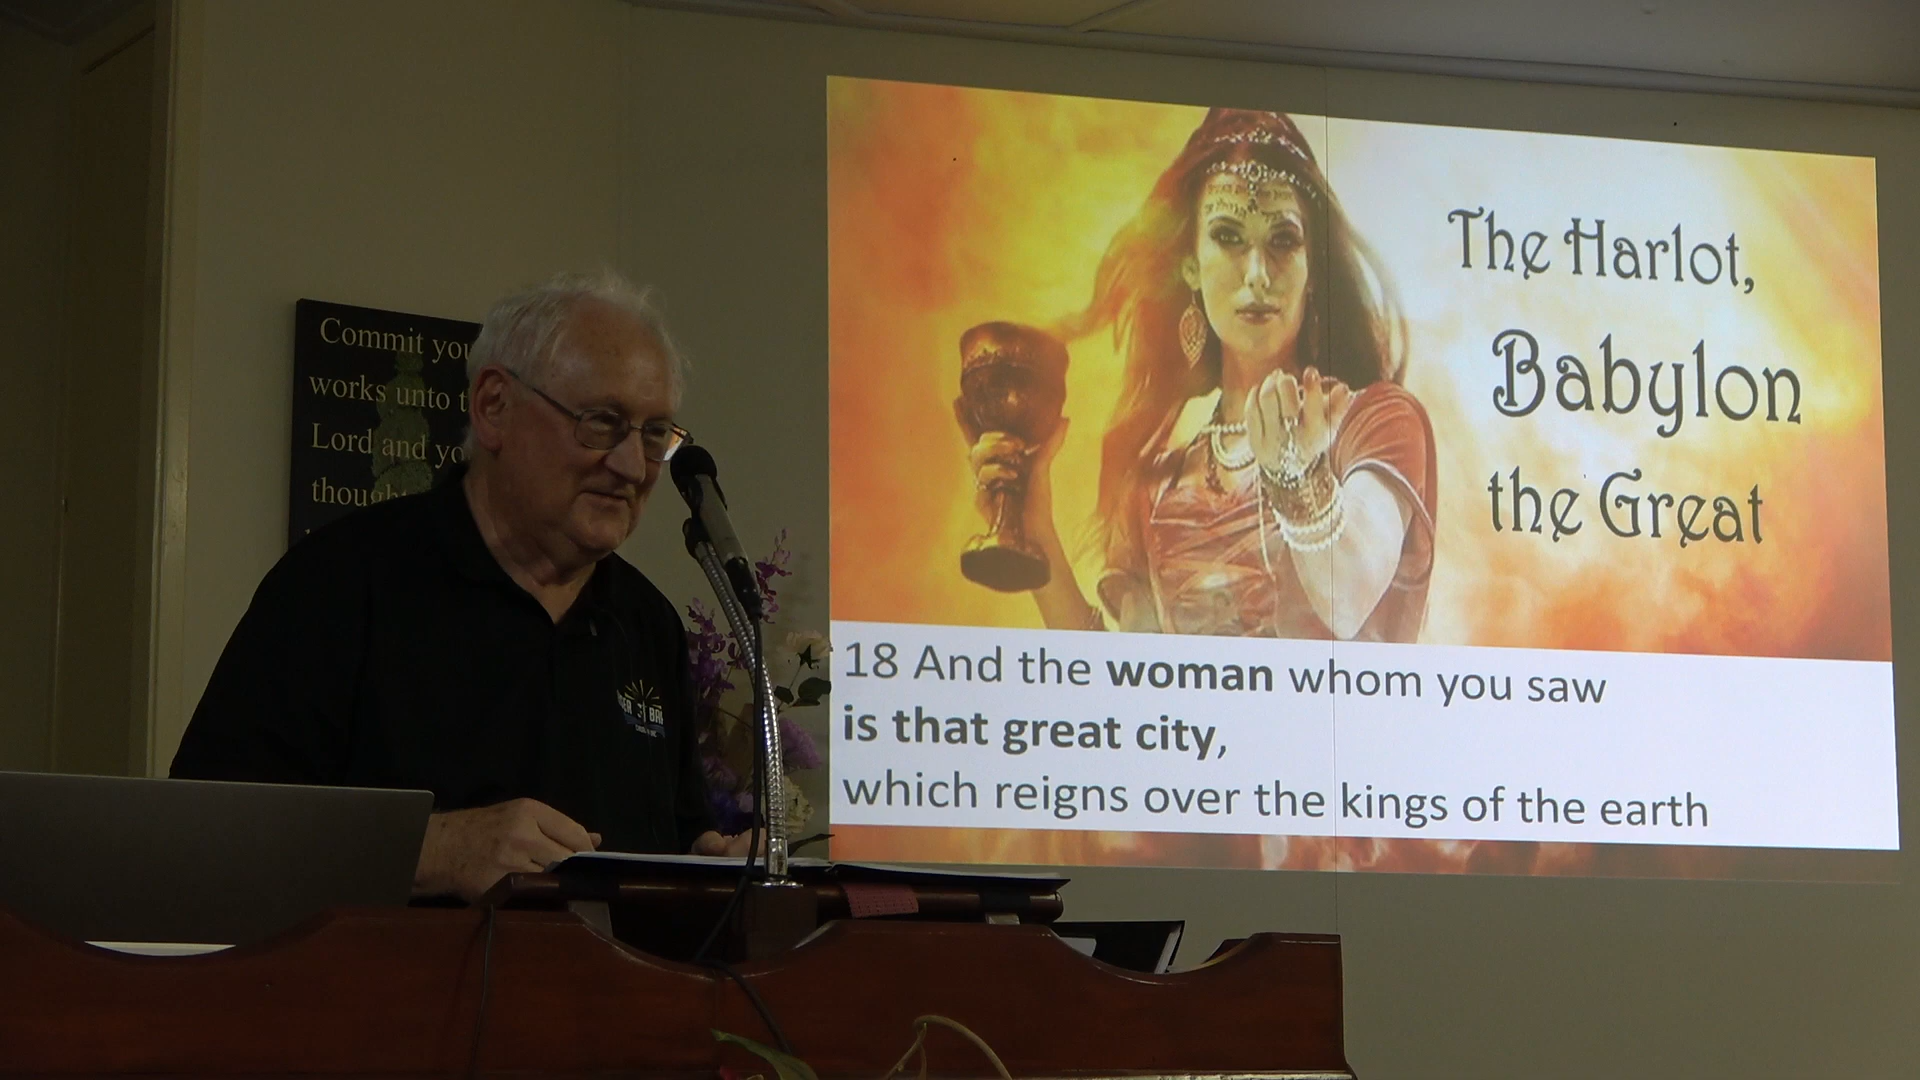 Commit you
works unto t
Lord and yo
though
The Harlot,
Babylon
the Great
18 And the woman whom you saw
is that great city,
which reigns over the kings of the earth